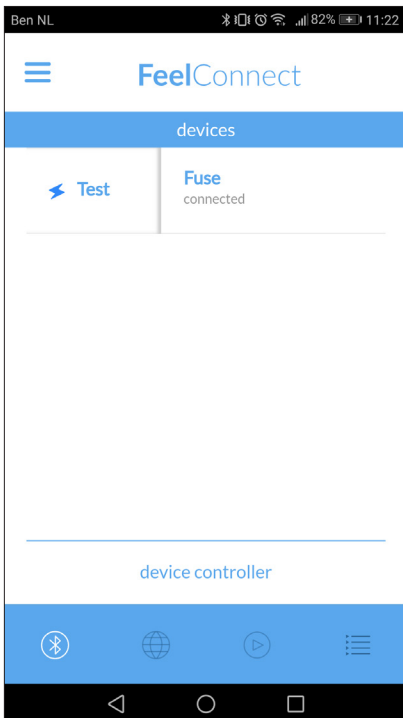 Ben NL 82% 11:22
FeelConnect
devices
Test
Fuse
connected
device controller